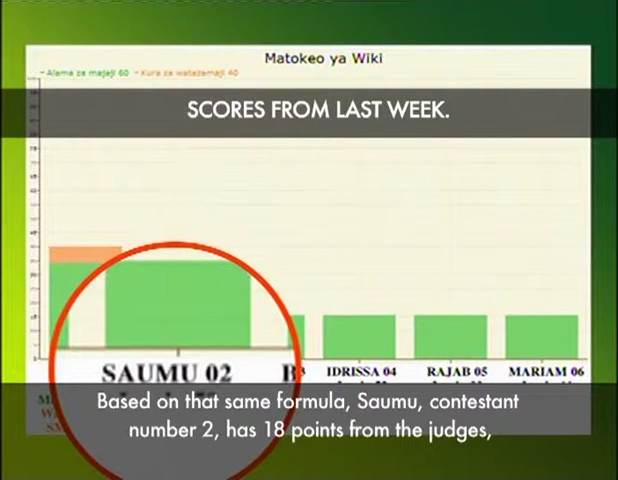 Matokeo ya Wiki
Alama za majaji 60 Kura za watazamaji 40
SCORES FROM LAST WEEK.
SAUMU 02
IDRISSA 04 RAJAB 05 MARIAM 06
Based on that same formula, Saumu, contestant
number 2, has 18 points from the judges,